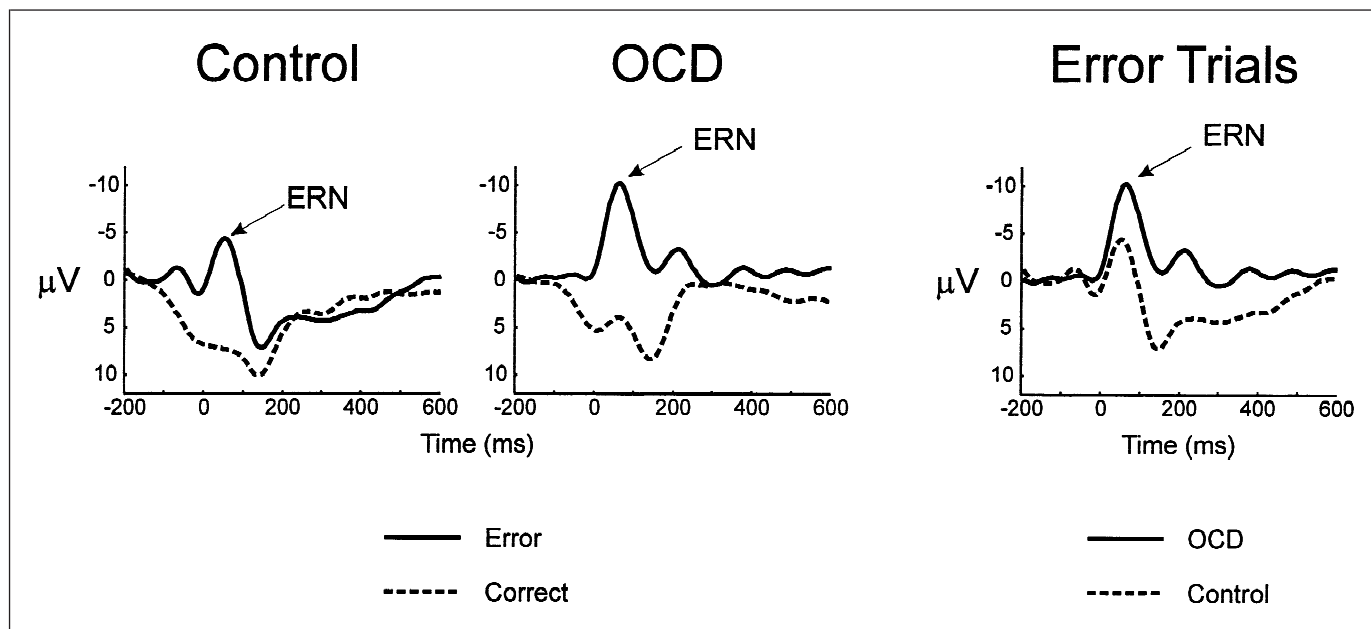 Control
OCD
Error Trials
ERN
ERN
ERN
μV
-10
-5
0
5
10
-200 0 200 400 600
-10
-5
0
5
10
-200 0 200 400 600
Time (ms)
μV
-10
-5
0
5
10
-200 0 200 400 600
Time (ms)
Error
Correct
OCD
Control